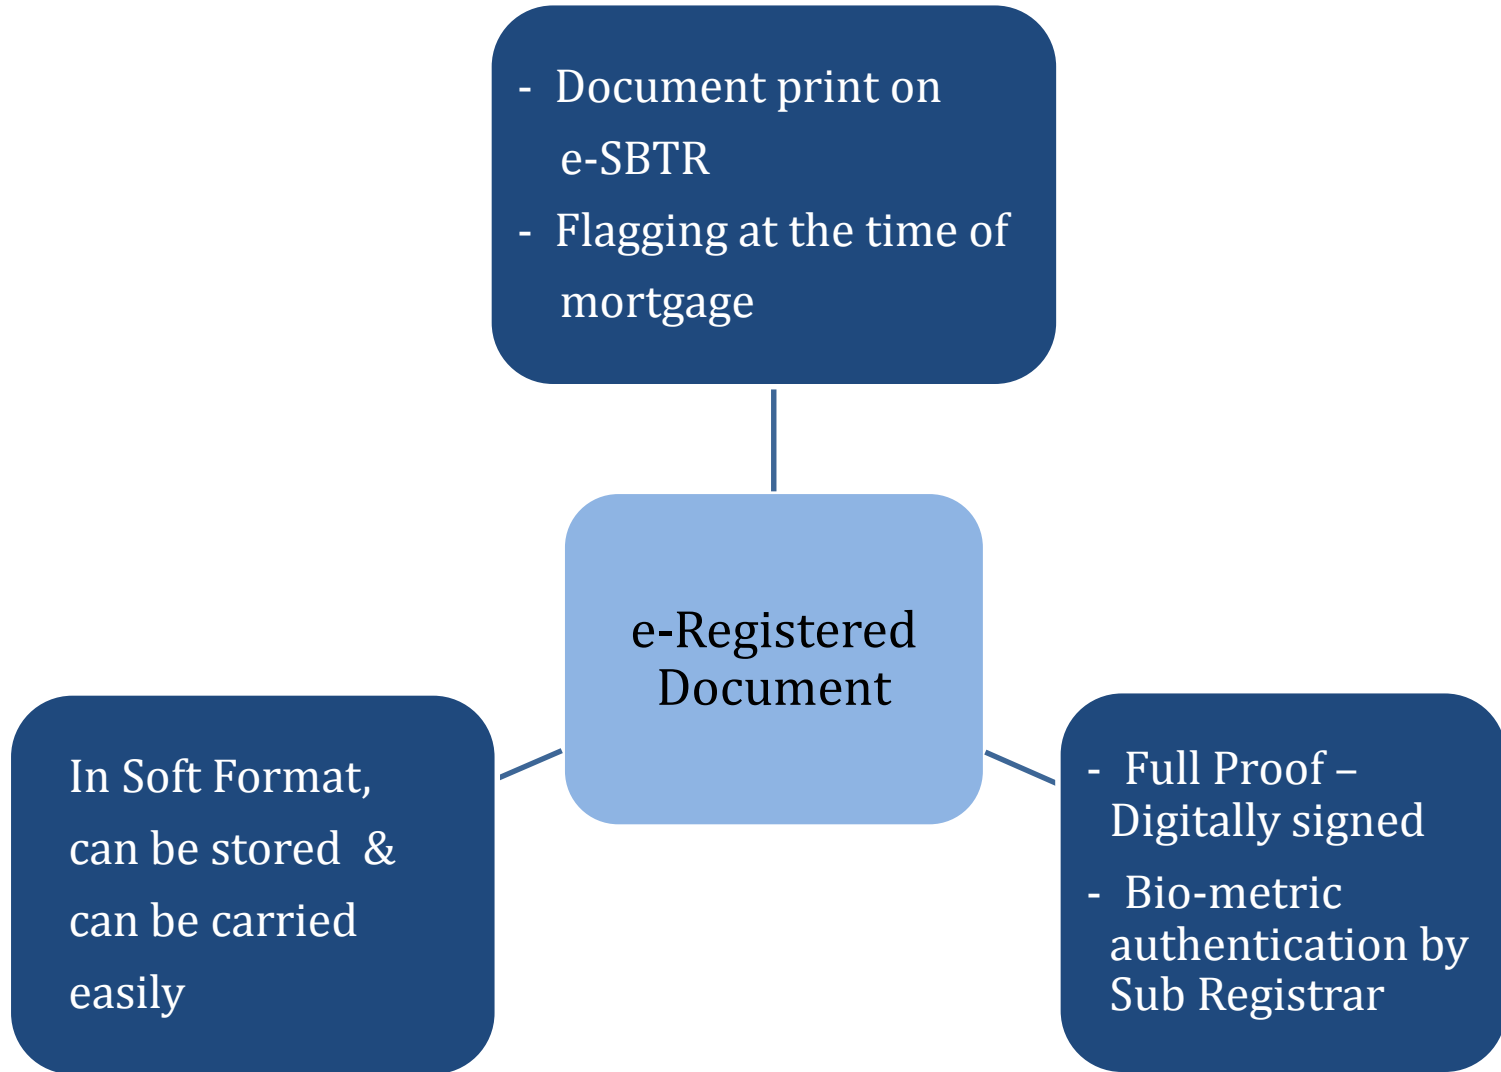 - Document print on
e-SBTR
- Flagging at the time of
mortgage
e-Registered
Document
In Soft Format,
can be stored  &
can be carried
easily
- Full Proof –
Digitally signed
- Bio-metric
authentication by
Sub Registrar